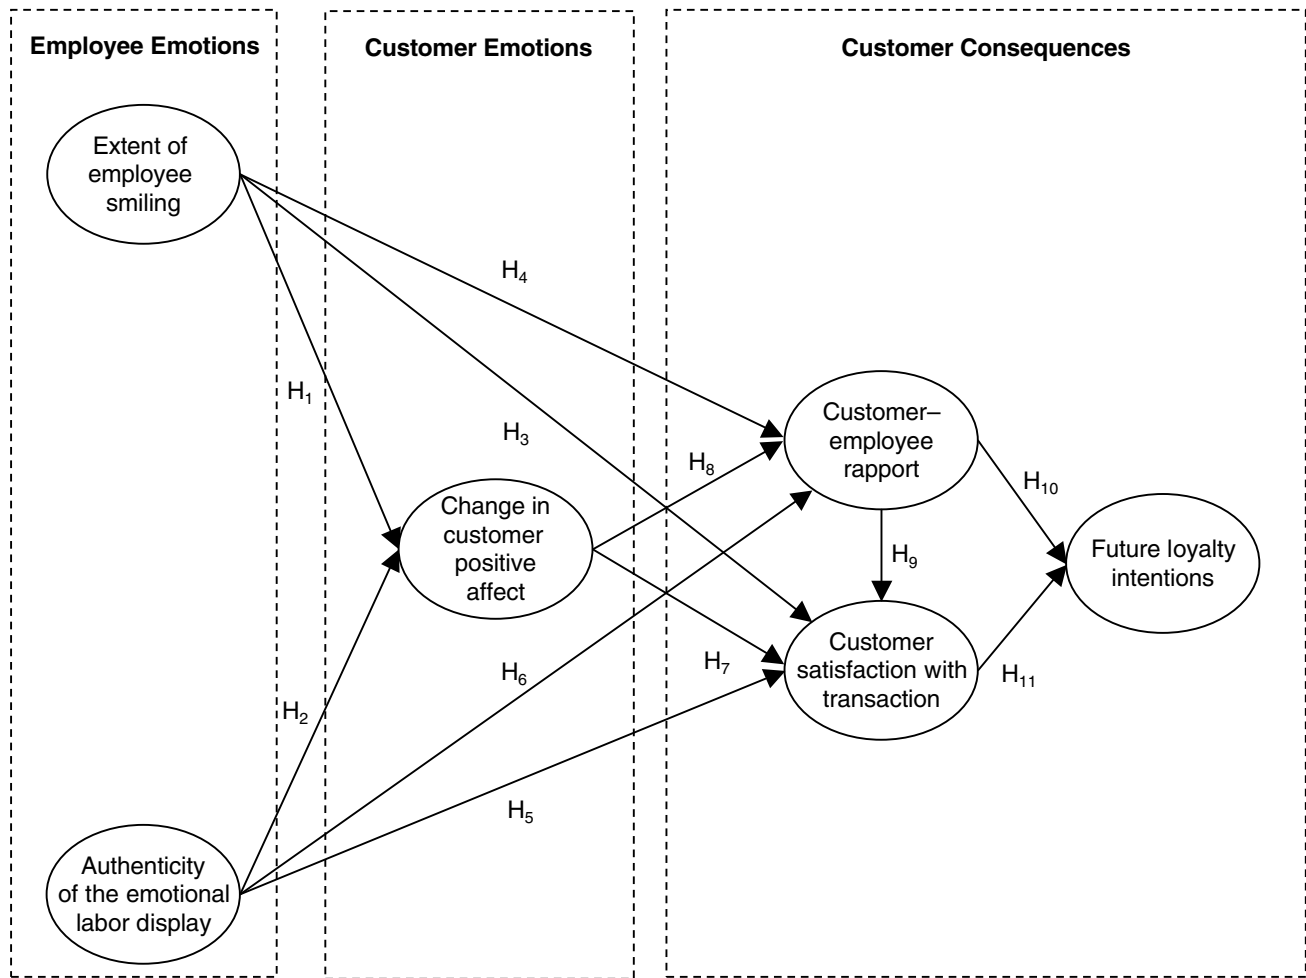 Employee Emotions
Customer Emotions
Customer Consequences
Extent of
employee
smiling
H4
H1
H3
Customer–
employee
rapport
H8
H10
Change in
customer
positive
affect
H9
Future loyalty
intentions
H6
H7
Customer
satisfaction with
transaction
H11
H2
H5
Authenticity
of the emotional
labor display